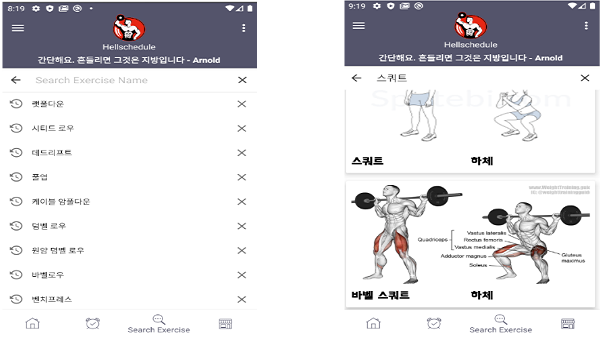 8:19
Hellschedule
간단해요. 흔들리면 그것은 지방입니다 - Arnold
Search Exercise Name
랫풀다운
시티드 로우
데드리프트
풀업
케이블 암풀다운
덤벨 로우
원암 덤벨 로우
바벨로우
벤치프레스
Search Exercise
9:19
Hellschedule
간단해요. 흔들리면 그것은 지방입니다 - Arnold
스쿼트
스쿼트
하체
Quadriceps
Vastus lateralis
Rectus femoris
Vastus medialis
Adductor magnus
Soleus
Gluteus
maximus
바벨 스쿼트
하체
Search Exercise